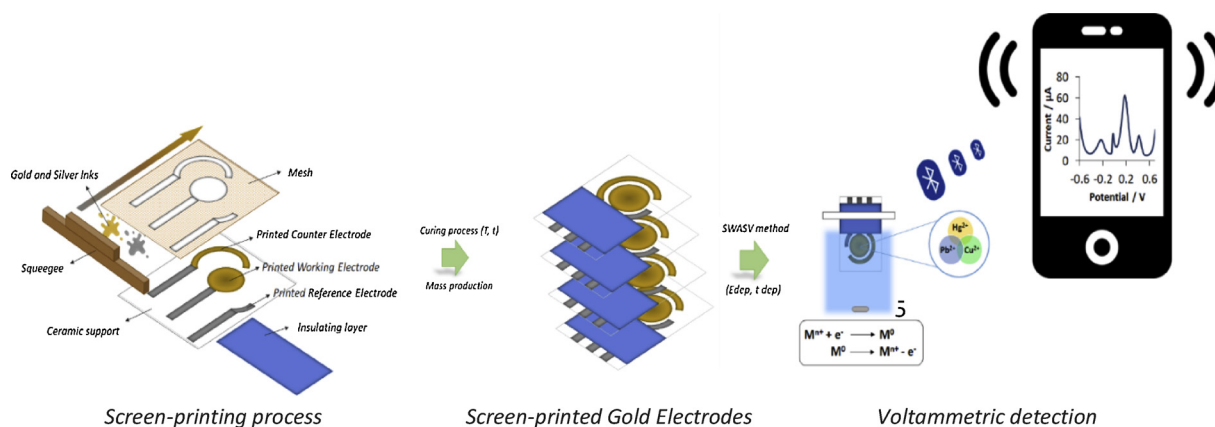 Gold and Silver Inks
Mesh
Squeegee
Printed Counter Electrode
Printed Working Electrode
Printed Reference Electrode
Ceramic support
Insulating layer
Screen-printing process
Curing process (T, t)
Mass production
Screen-printed Gold Electrodes
SWASV method
(Edep, t dep)
Hg²⁺
Pb²⁺
Cu²⁺
5
Mⁿ⁺ + e⁻ → M⁰
M⁰ → Mⁿ⁺ - e⁻
Current / µA
80
60
40
20
0
-0.6 -0.2 0.2 0.6
Potential / V
Voltammetric detection